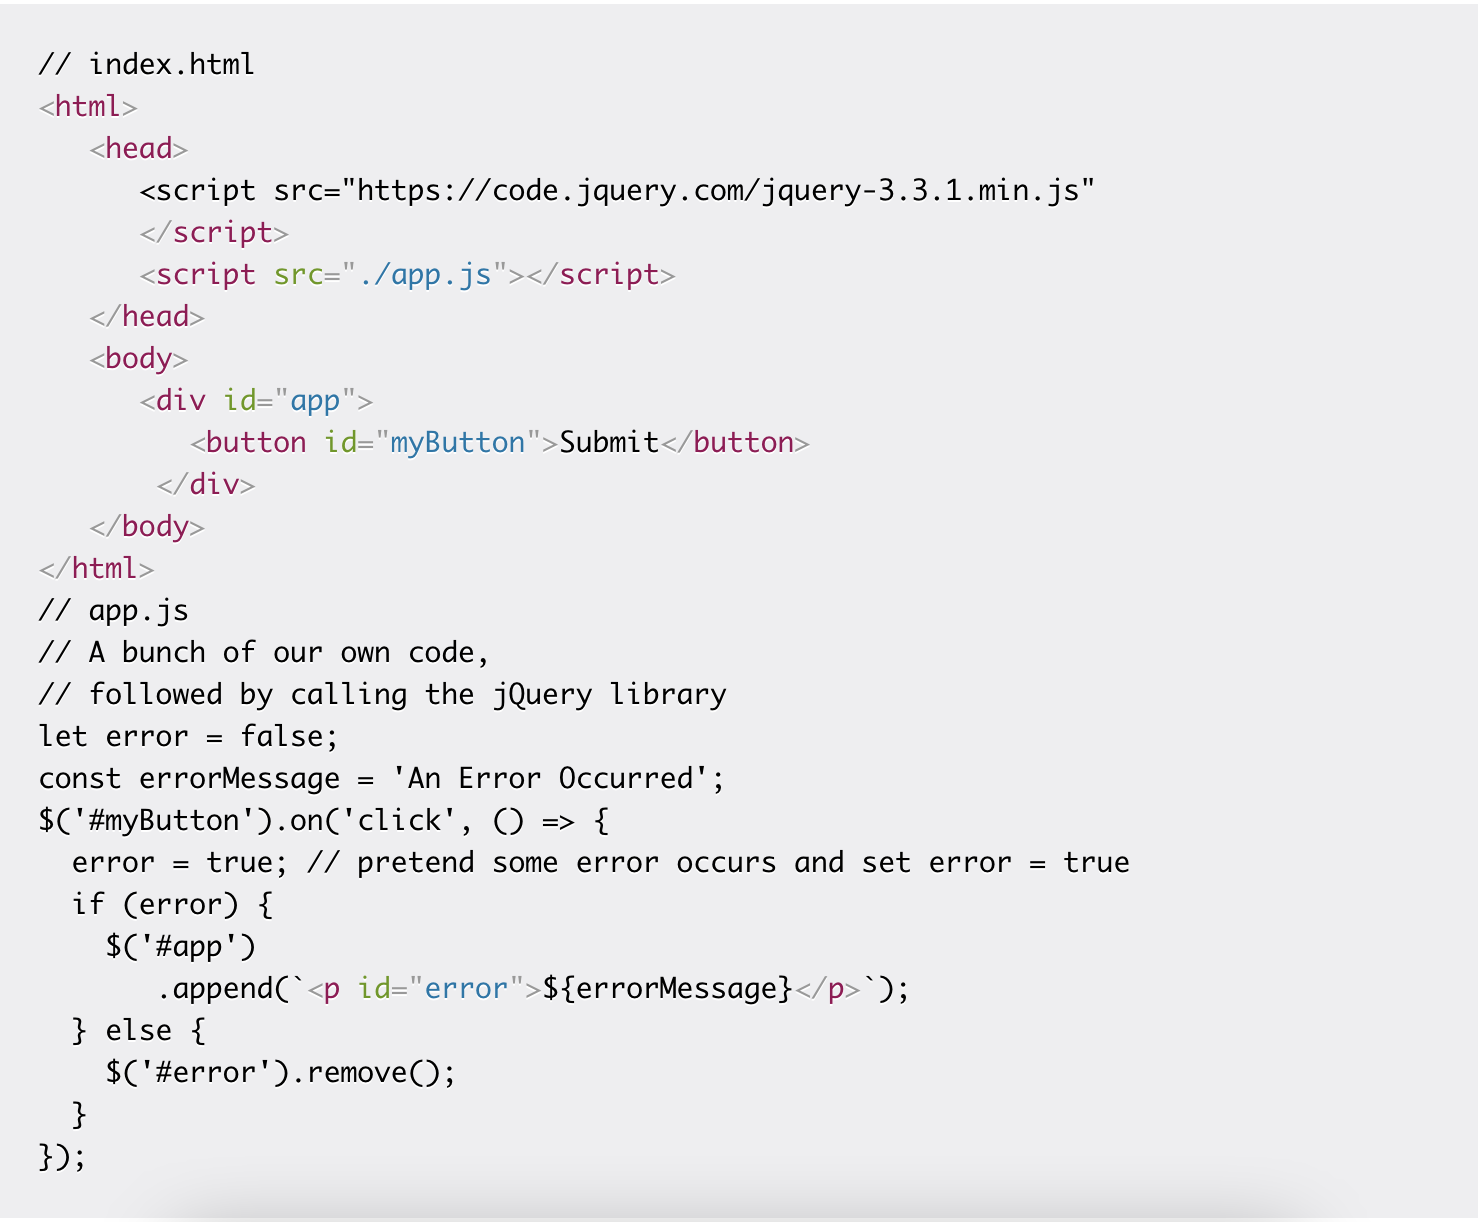 // index.html
<html>
   <head>
      <script src="https://code.jquery.com/jquery-3.3.1.min.js"
      </script>
      <script src="./app.js"></script>
   </head>
   <body>
      <div id="app">
         <button id="myButton">Submit</button>
       </div>
   </body>
</html>
// app.js
// A bunch of our own code,
// followed by calling the jQuery library
let error = false;
const errorMessage = 'An Error Occurred';
$('#myButton').on('click', () => {
  error = true; // pretend some error occurs and set error = true
  if (error) {
    $('#app')
       .append(`<p id="error">${errorMessage}</p>`);
  } else {
    $('#error').remove();
  }
});